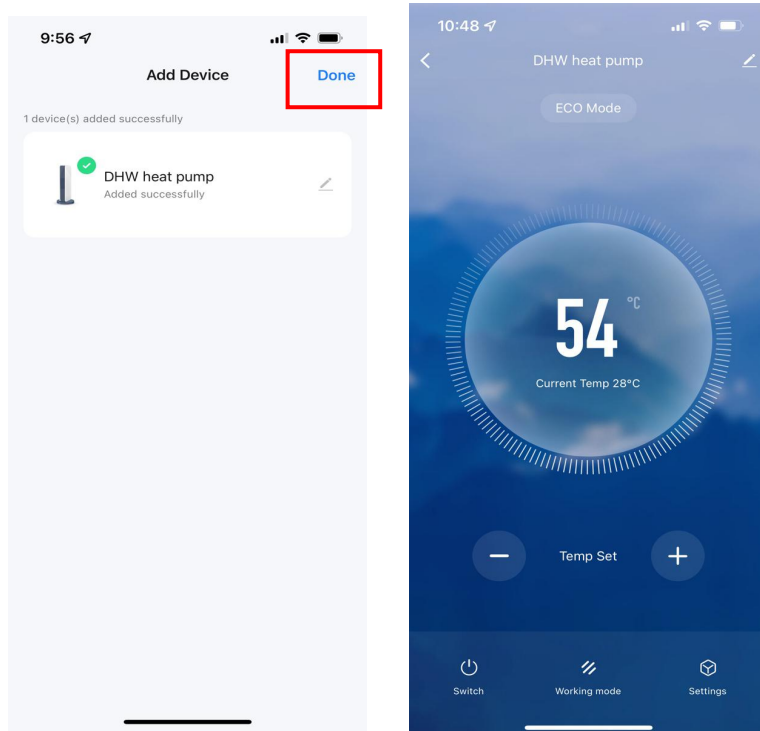 9:56
Add Device
Done
1 device(s) added successfully
DHW heat pump
Added successfully
10:48
DHW heat pump
ECO Mode
54 °C
Current Temp 28°C
Temp Set
Switch
Working mode
Settings